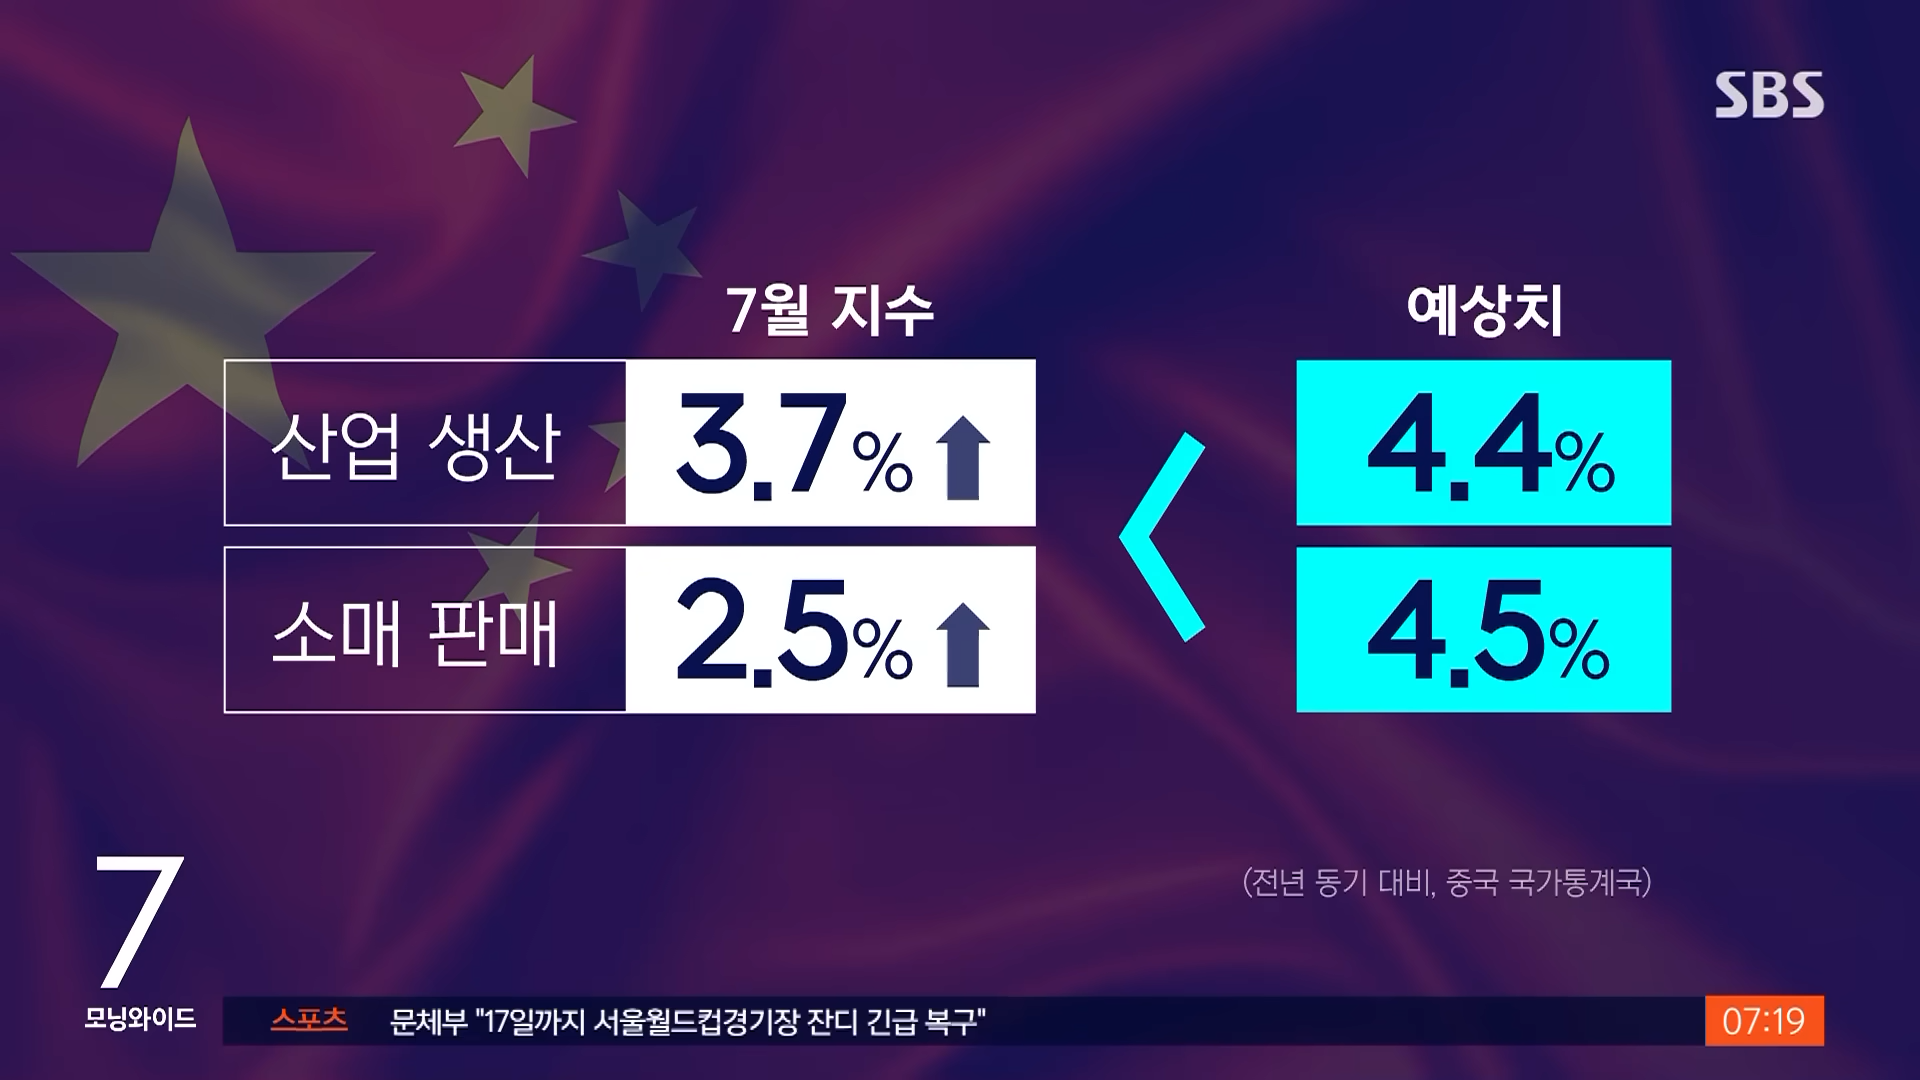 SBS
7월 지수
예상치
산업 생산
3.7%
4.4%
소매 판매
2.5%
4.5%
(전년 동기 대비, 중국 국가통계국)
7
모닝와이드
스포츠
문체부 "17일까지 서울월드컵경기장 잔디 긴급 복구"
07:19